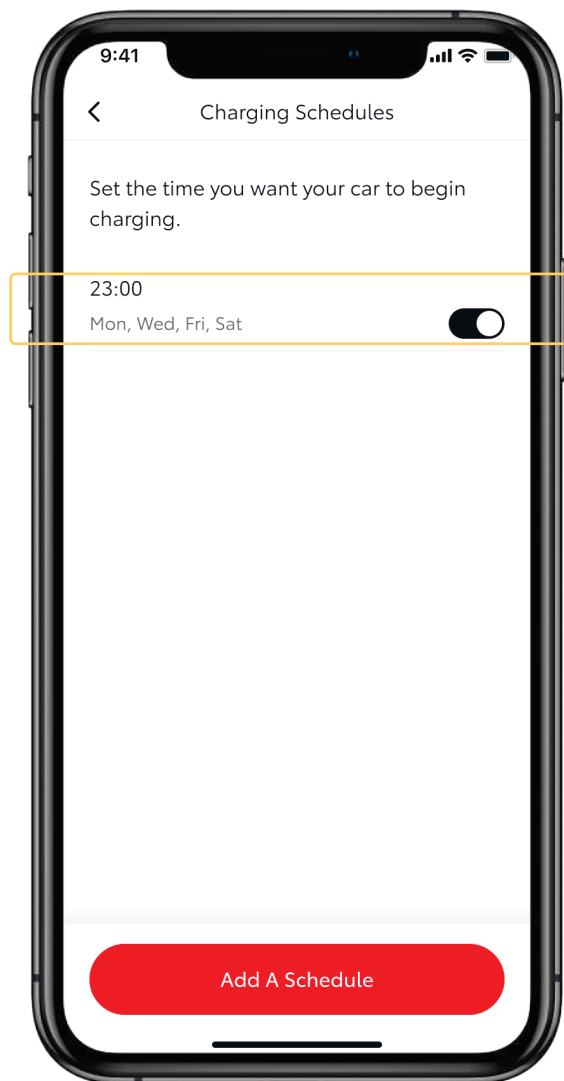 9:41
Charging Schedules
Set the time you want your car to begin
charging.
23:00
Mon, Wed, Fri, Sat
Add A Schedule